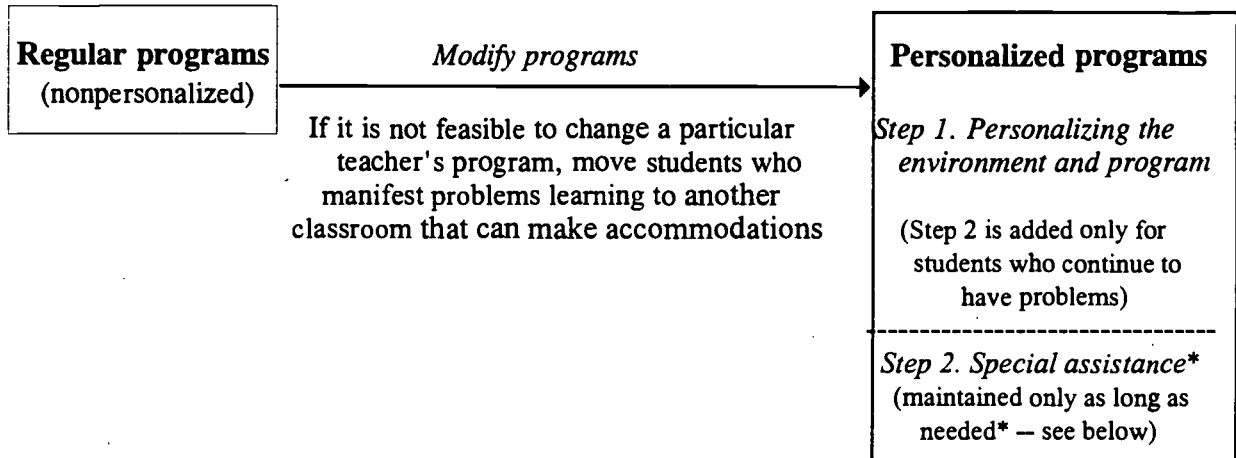 Regular programs
(nonpersonalized)
Modify programs
If it is not feasible to change a particular
teacher's program, move students who
manifest problems learning to another
classroom that can make accommodations
Personalized programs
Step 1. Personalizing the
environment and program
(Step 2 is added only for
students who continue to
have problems)
Step 2. Special assistance*
(maintained only as long as
needed* – see below)